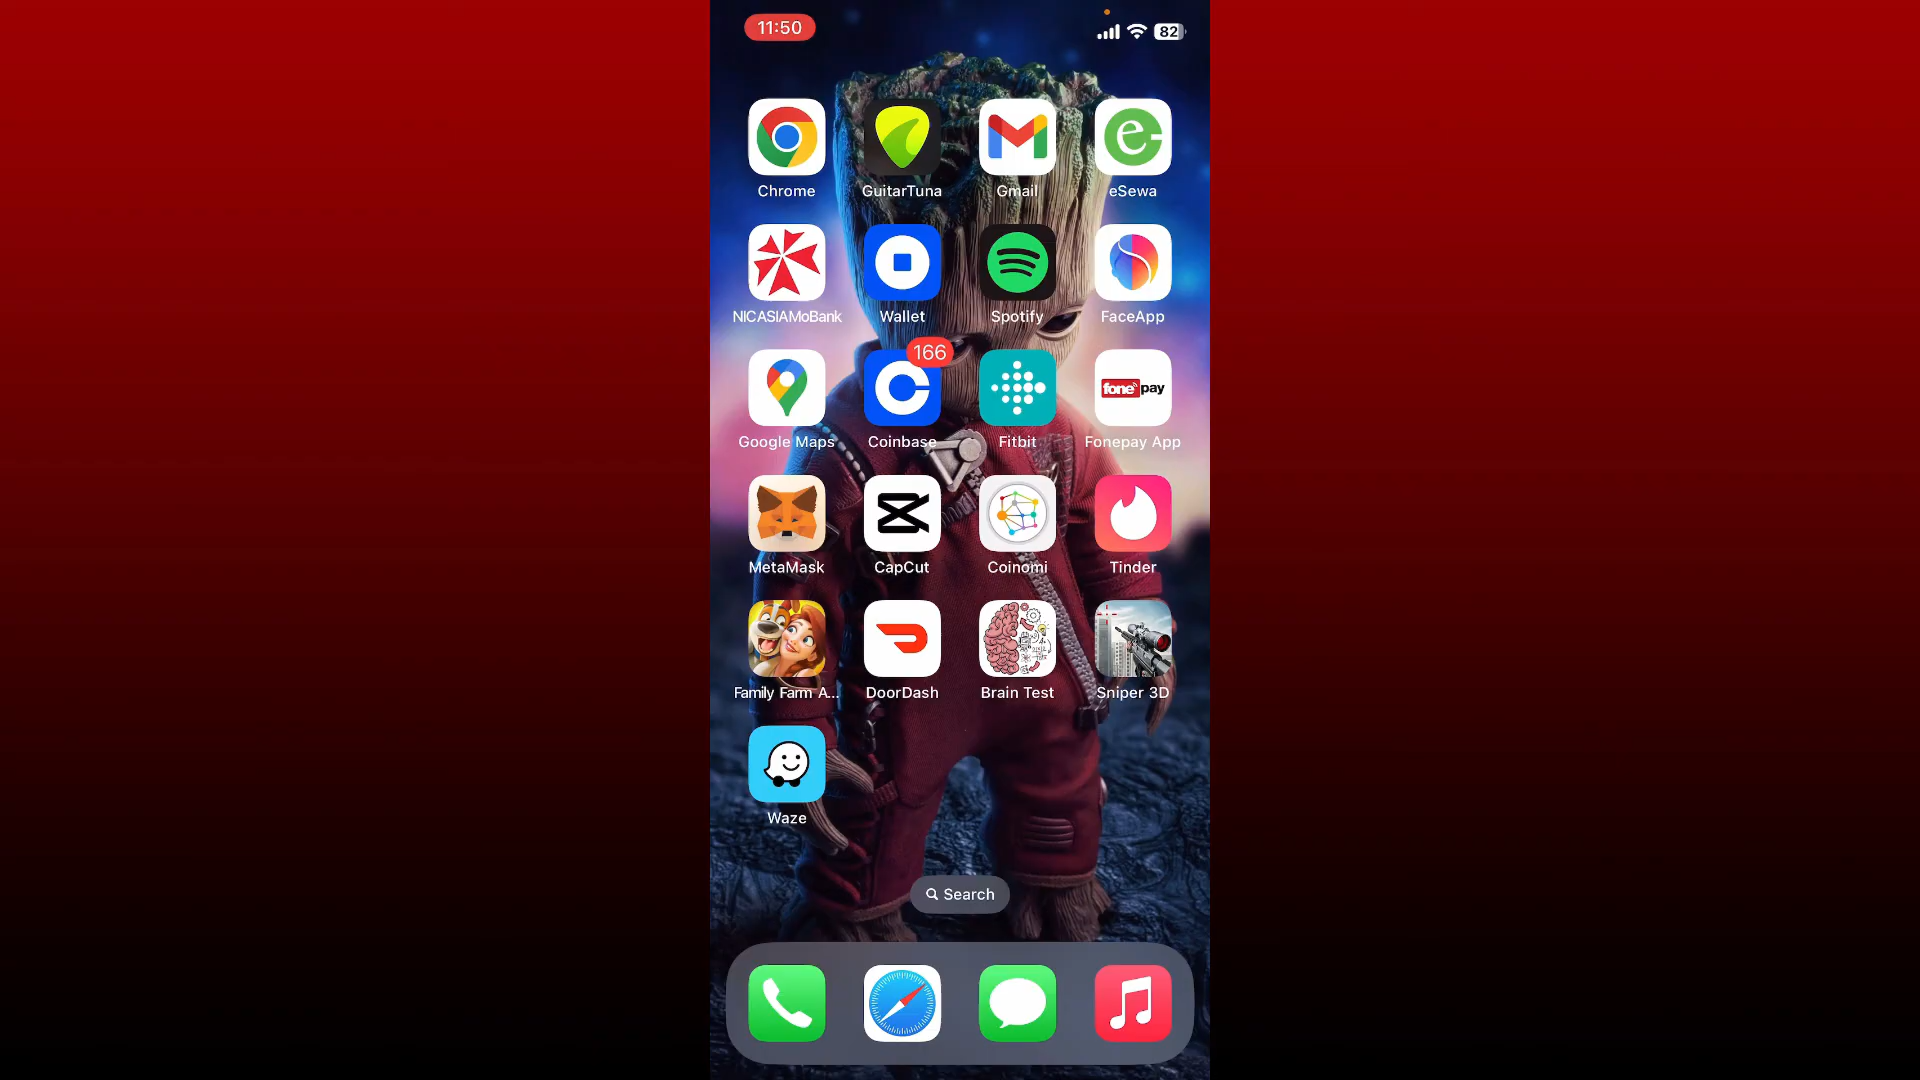 11:50
82
Chrome
GuitarTuna
Gmail
eSewa
NICASIAMoBank
Wallet
Spotify
FaceApp
166
fone pay
Google Maps
Coinbase
Fitbit
Fonepay App
MetaMask
CapCut
Coinomi
Tinder
Family Farm A...
DoorDash
Brain Test
Sniper 3D
Waze
Search